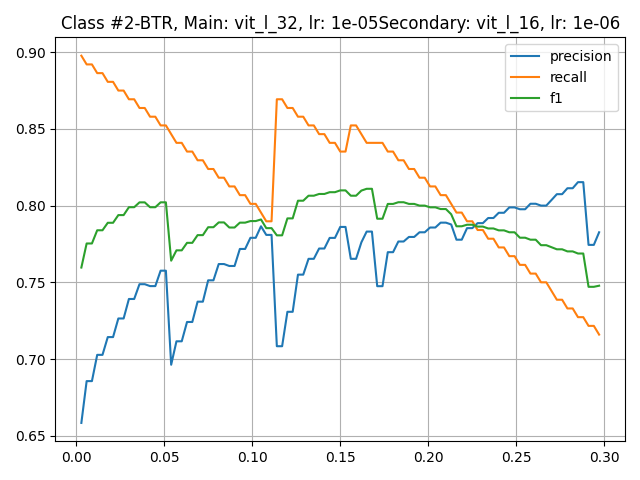 Class #2-BTR, Main: vit_l_32, lr: 1e-05Secondary: vit_l_16, lr: 1e-06
precision
recall
f1
0.90
0.85
0.80
0.75
0.70
0.65
0.00 0.05 0.10 0.15 0.20 0.25 0.30